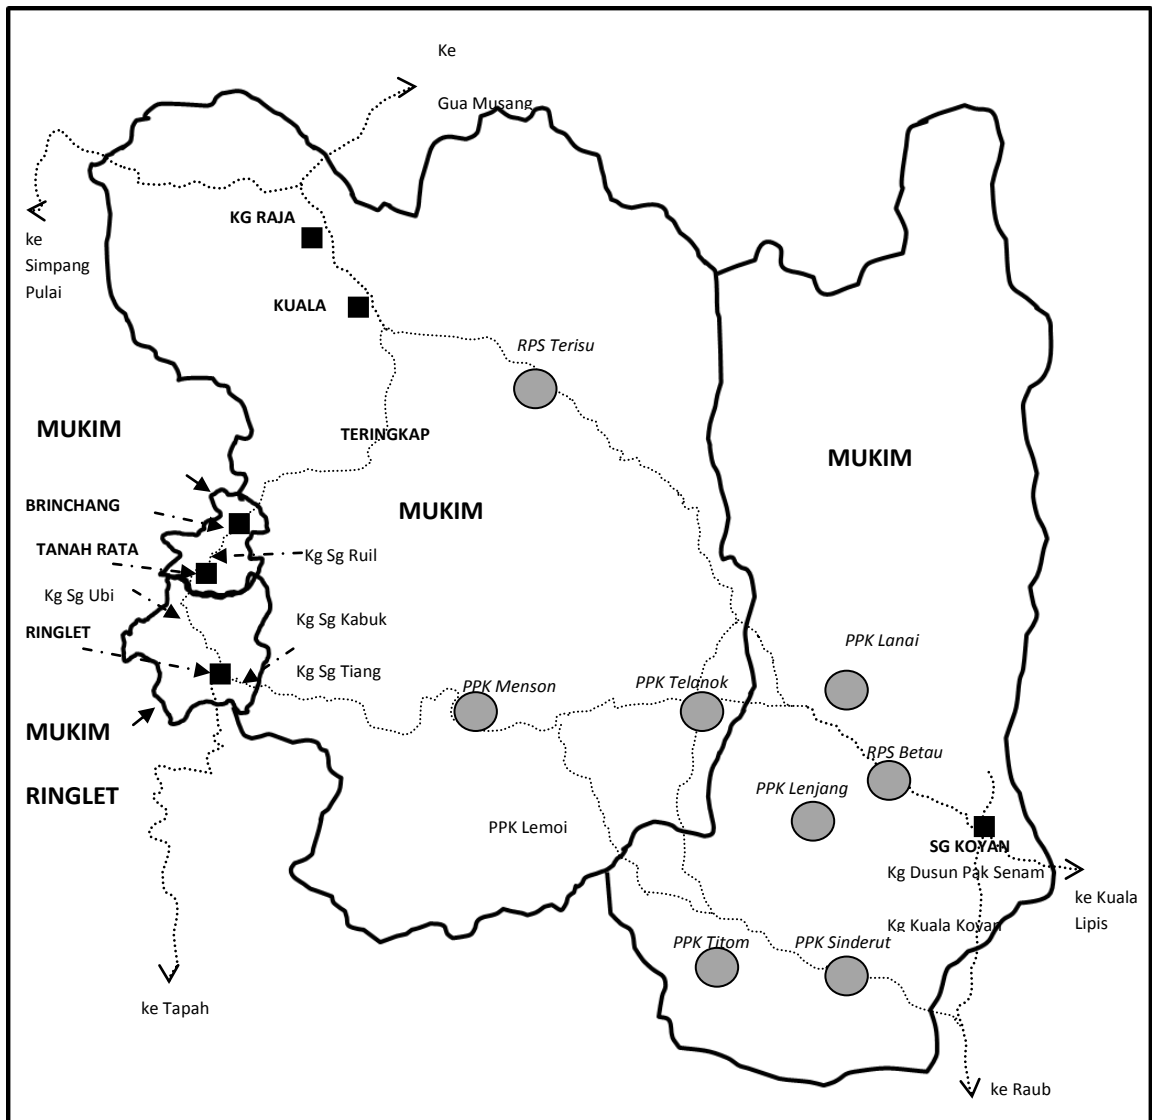 Ke
Gua Musang
KG RAJA
ke
Simpang
Pulai
KUALA
RPS Terisu
MUKIM
TERINGKAP
MUKIM
BRINCHANG
MUKIM
TANAH RATA
Kg Sg Ruil
Kg Sg Ubi
Kg Sg Kabuk
RINGLET
PPK Lanai
Kg Sg Tiang
PPK Menson
PPK Telanok
MUKIM
RINGLET
RPS Betau
PPK Lenjang
PPK Lemoi
SG KOYAN
Kg Dusun Pak Senam
ke Kuala
Lipis
Kg Kuala Koyan
PPK Titom
PPK Sinderut
ke Tapah
ke Raub